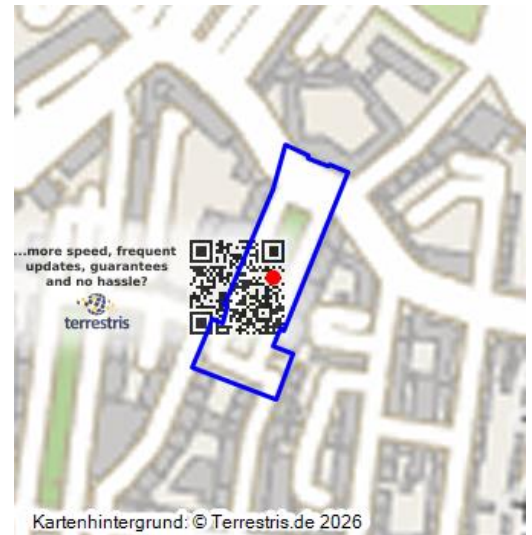 ...more speed, frequent
updates, guarantees
and no hassle?
terrestris
Kartenhintergrund: © Terrestris.de 2026